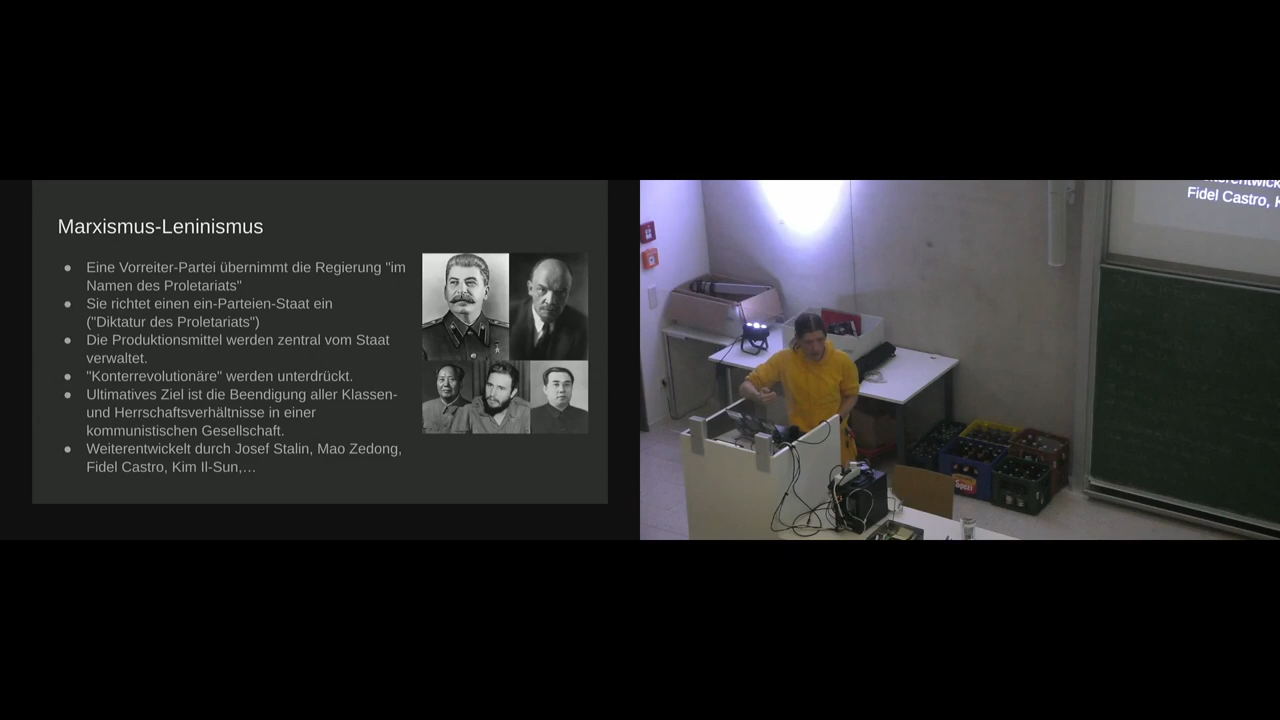 Marxismus-Leninismus
● Eine Vorreiter-Partei übernimmt die Regierung "im
Namen des Proletariats"
● Sie richtet einen ein-Parteien-Staat ein
("Diktatur des Proletariats")
● Die Produktionsmittel werden zentral vom Staat
verwaltet.
● "Konterrevolutionäre" werden unterdrückt.
● Ultimatives Ziel ist die Beendigung aller Klassen-
und Herrschaftsverhältnisse in einer
kommunistischen Gesellschaft.
● Weiterentwickelt durch Josef Stalin, Mao Zedong,
Fidel Castro, Kim Il-Sun,…
Fidel Castro, K
Spezi